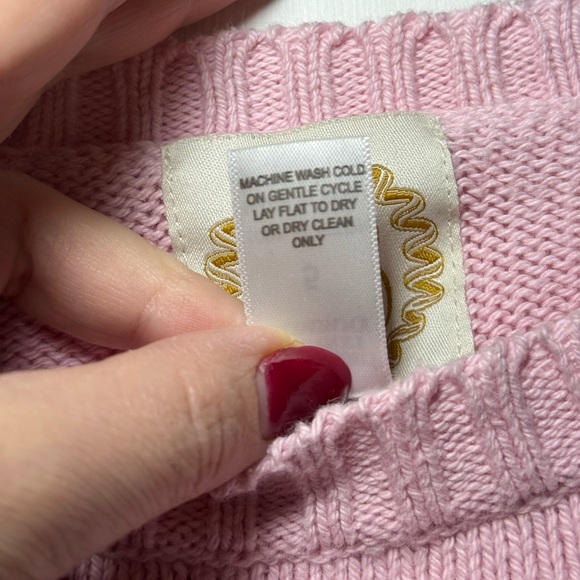 MACHINE WASH COLD
ON GENTLE CYCLE
LAY FLAT TO DRY
OR DRY CLEAN
ONLY